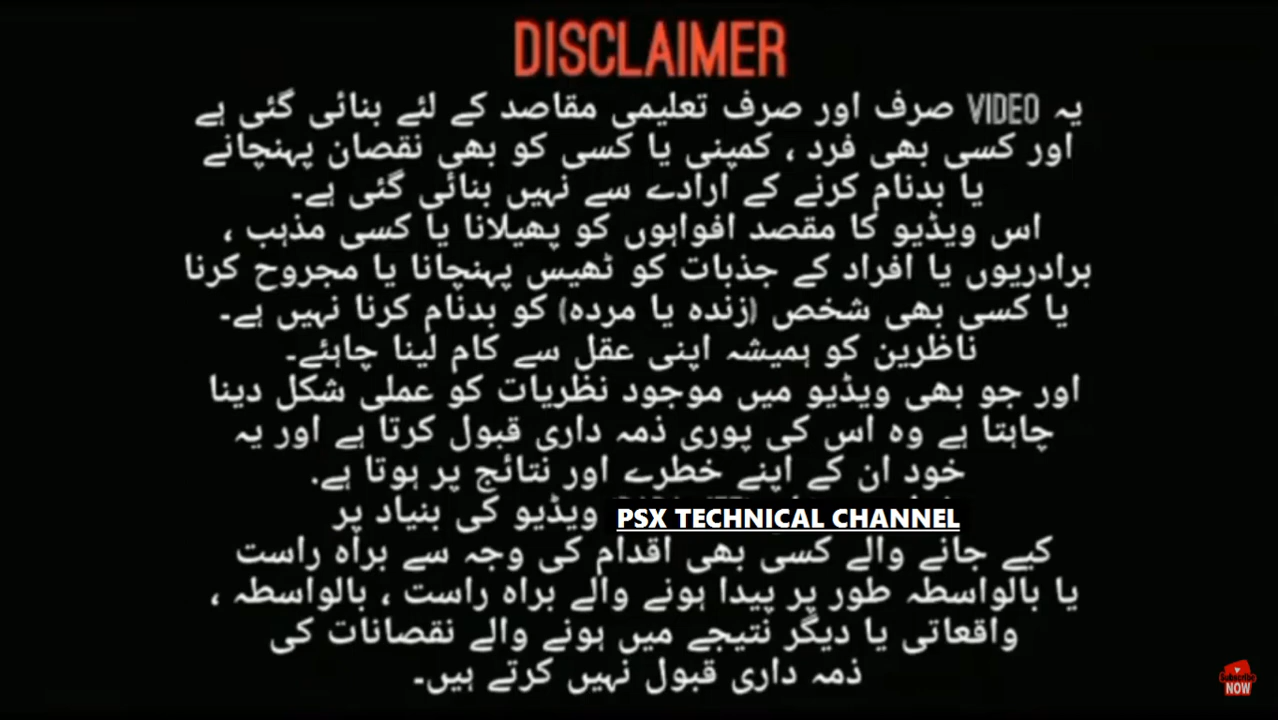 DISCLAIMER
یہ VIDEO صرف اور صرف تعلیمی مقاصد کے لئے بنائی گئی ہے
اور کسی بھی فرد ، کمپنی یا کسی کو بھی نقصان پہنچانے
یا بدنام کرنے کے ارادے سے نہیں بنائی گئی ہے۔
اس ویڈیو کا مقصد افواہوں کو پھیلانا یا کسی مذہب ،
برادریوں یا افراد کے جذبات کو ٹھیس پہنچانا یا مجروح کرنا
یا کسی بھی شخص (زندہ یا مردہ) کو بدنام کرنا نہیں ہے۔
ناظرین کو ہمیشہ اپنی عقل سے کام لینا چاہئے۔
اور جو بھی ویڈیو میں موجود نظریات کو عملی شکل دینا
چاہتا ہے وہ اس کی پوری ذمہ داری قبول کرتا ہے اور یہ
خود ان کے اپنے خطرے اور نتائج پر ہوتا ہے.
PSX TECHNICAL CHANNEL ویڈیو کی بنیاد پر
کیے جانے والے کسی بھی اقدام کی وجہ سے براہ راست
یا بالواسطہ طور پر پیدا ہونے والے براہ راست ، بالواسطہ ،
واقعاتی یا دیگر نتیجے میں ہونے والے نقصانات کی
ذمہ داری قبول نہیں کرتے ہیں۔
Subscribe
NOW